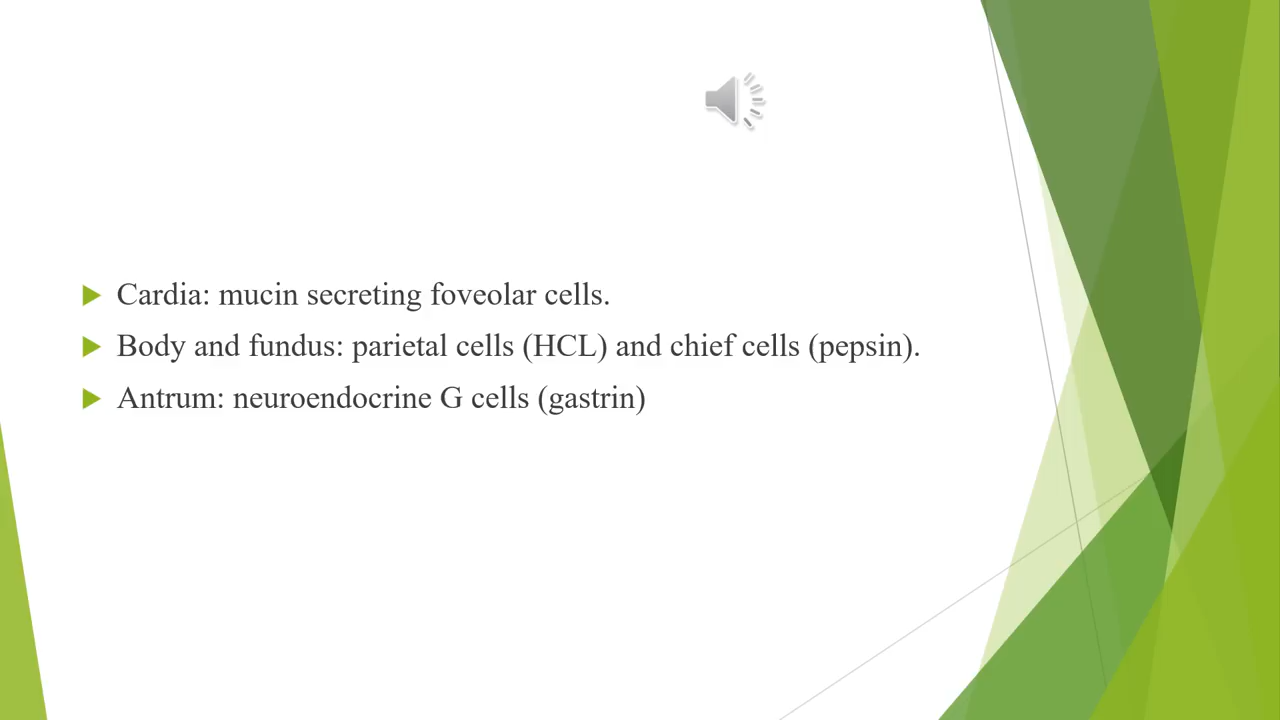 Cardia: mucin secreting foveolar cells.
Body and fundus: parietal cells (HCL) and chief cells (pepsin).
Antrum: neuroendocrine G cells (gastrin)